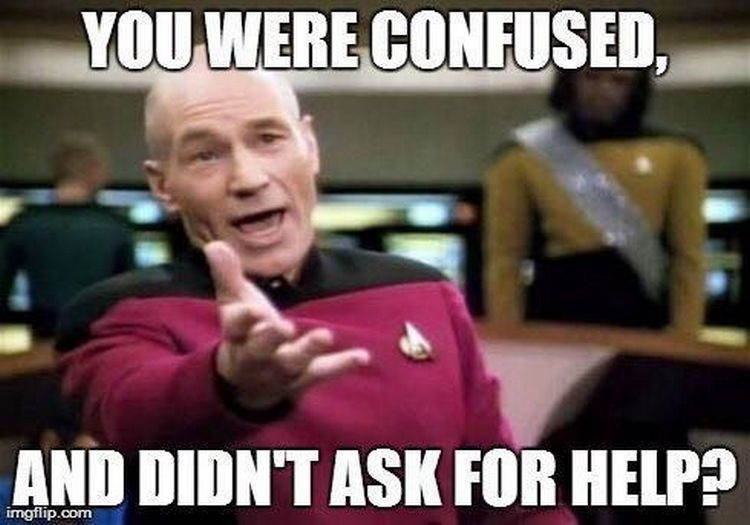 YOU WERE CONFUSED,
AND DIDN'T ASK FOR HELP?
imgflip.com